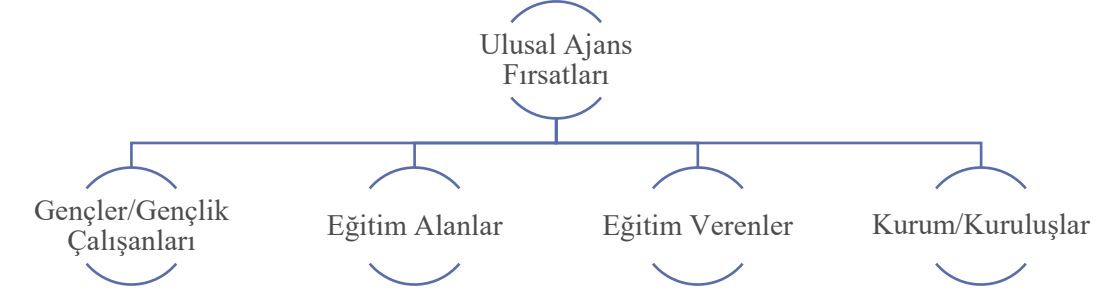 Ulusal Ajans
Fırsatları
Gençler/Gençlik
Çalışanları
Eğitim Alanlar
Eğitim Verenler
Kurum/Kuruluşlar